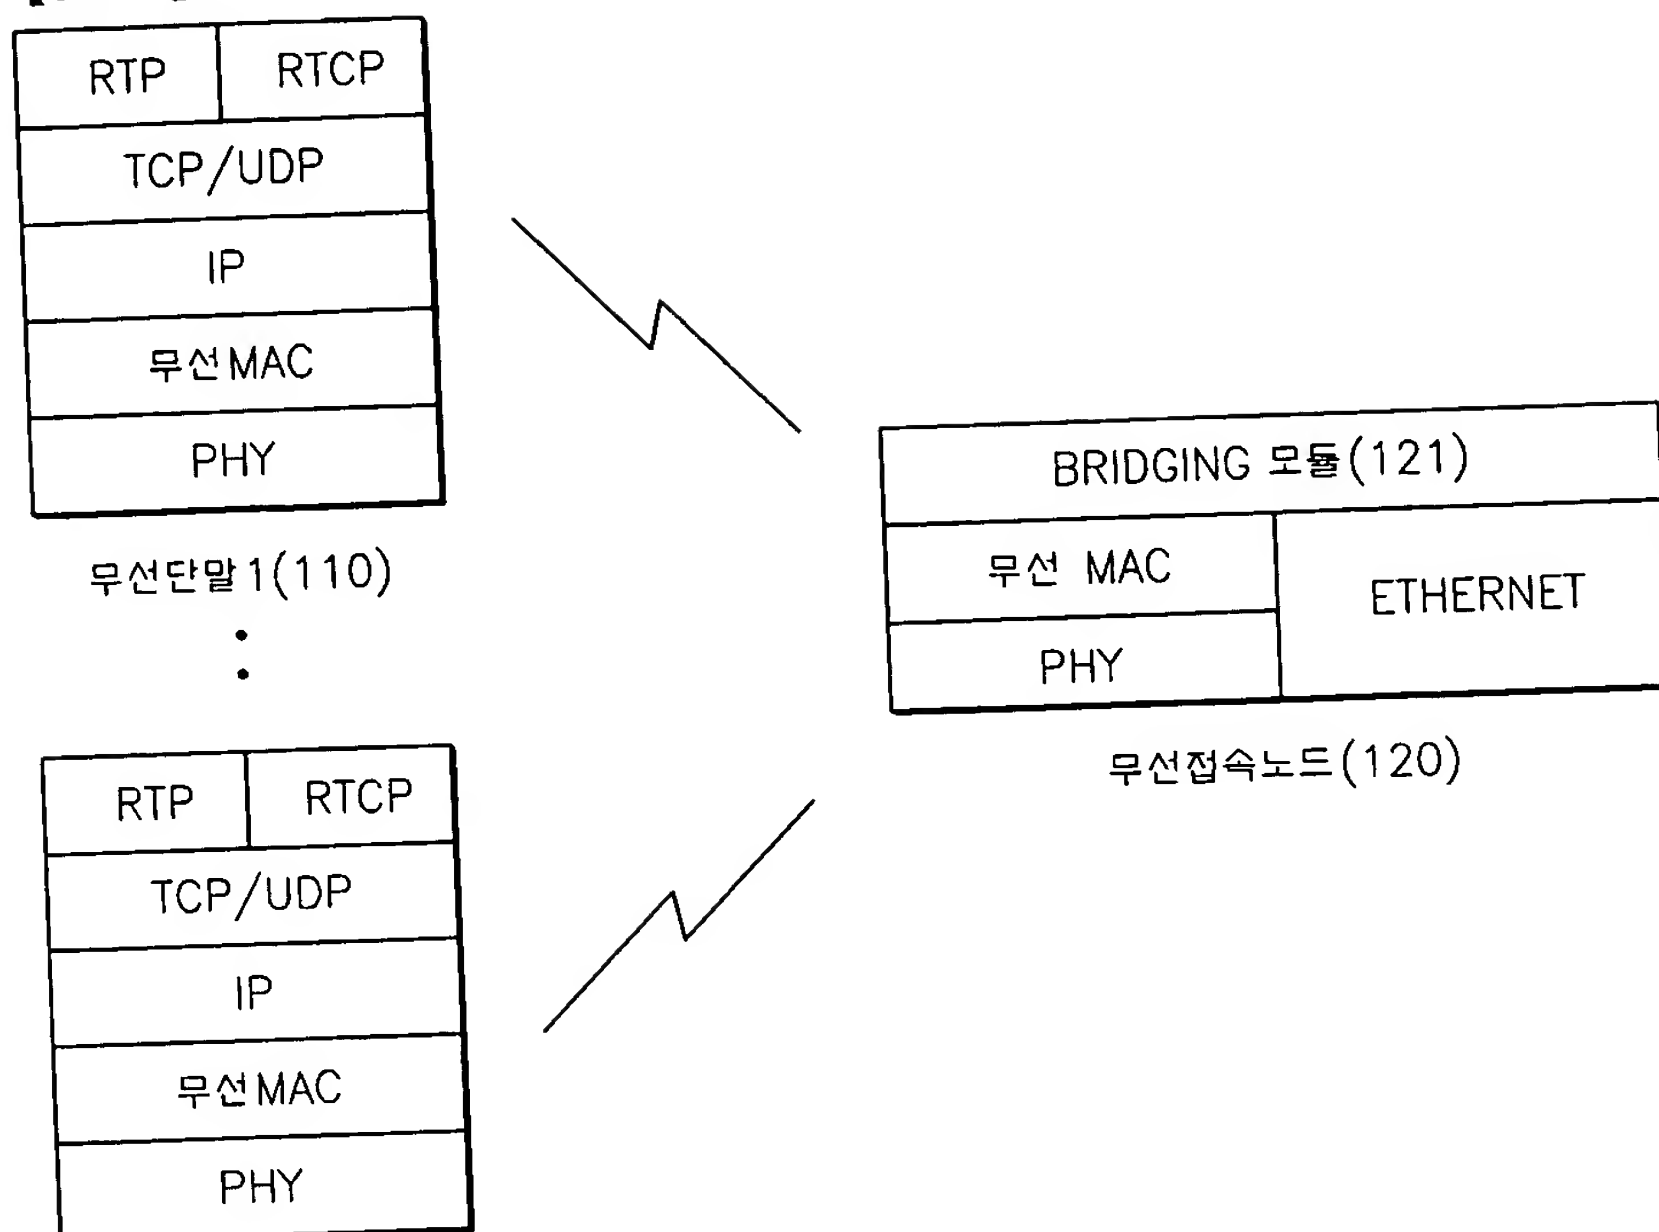 RTP RTCP
TCP/UDP
IP
무선MAC
PHY
무선단말1(110)
BRIDGING 모듈(121)
무선 MAC
ETHERNET
PHY
무선접속노드(120)
RTP RTCP
TCP/UDP
IP
무선MAC
PHY